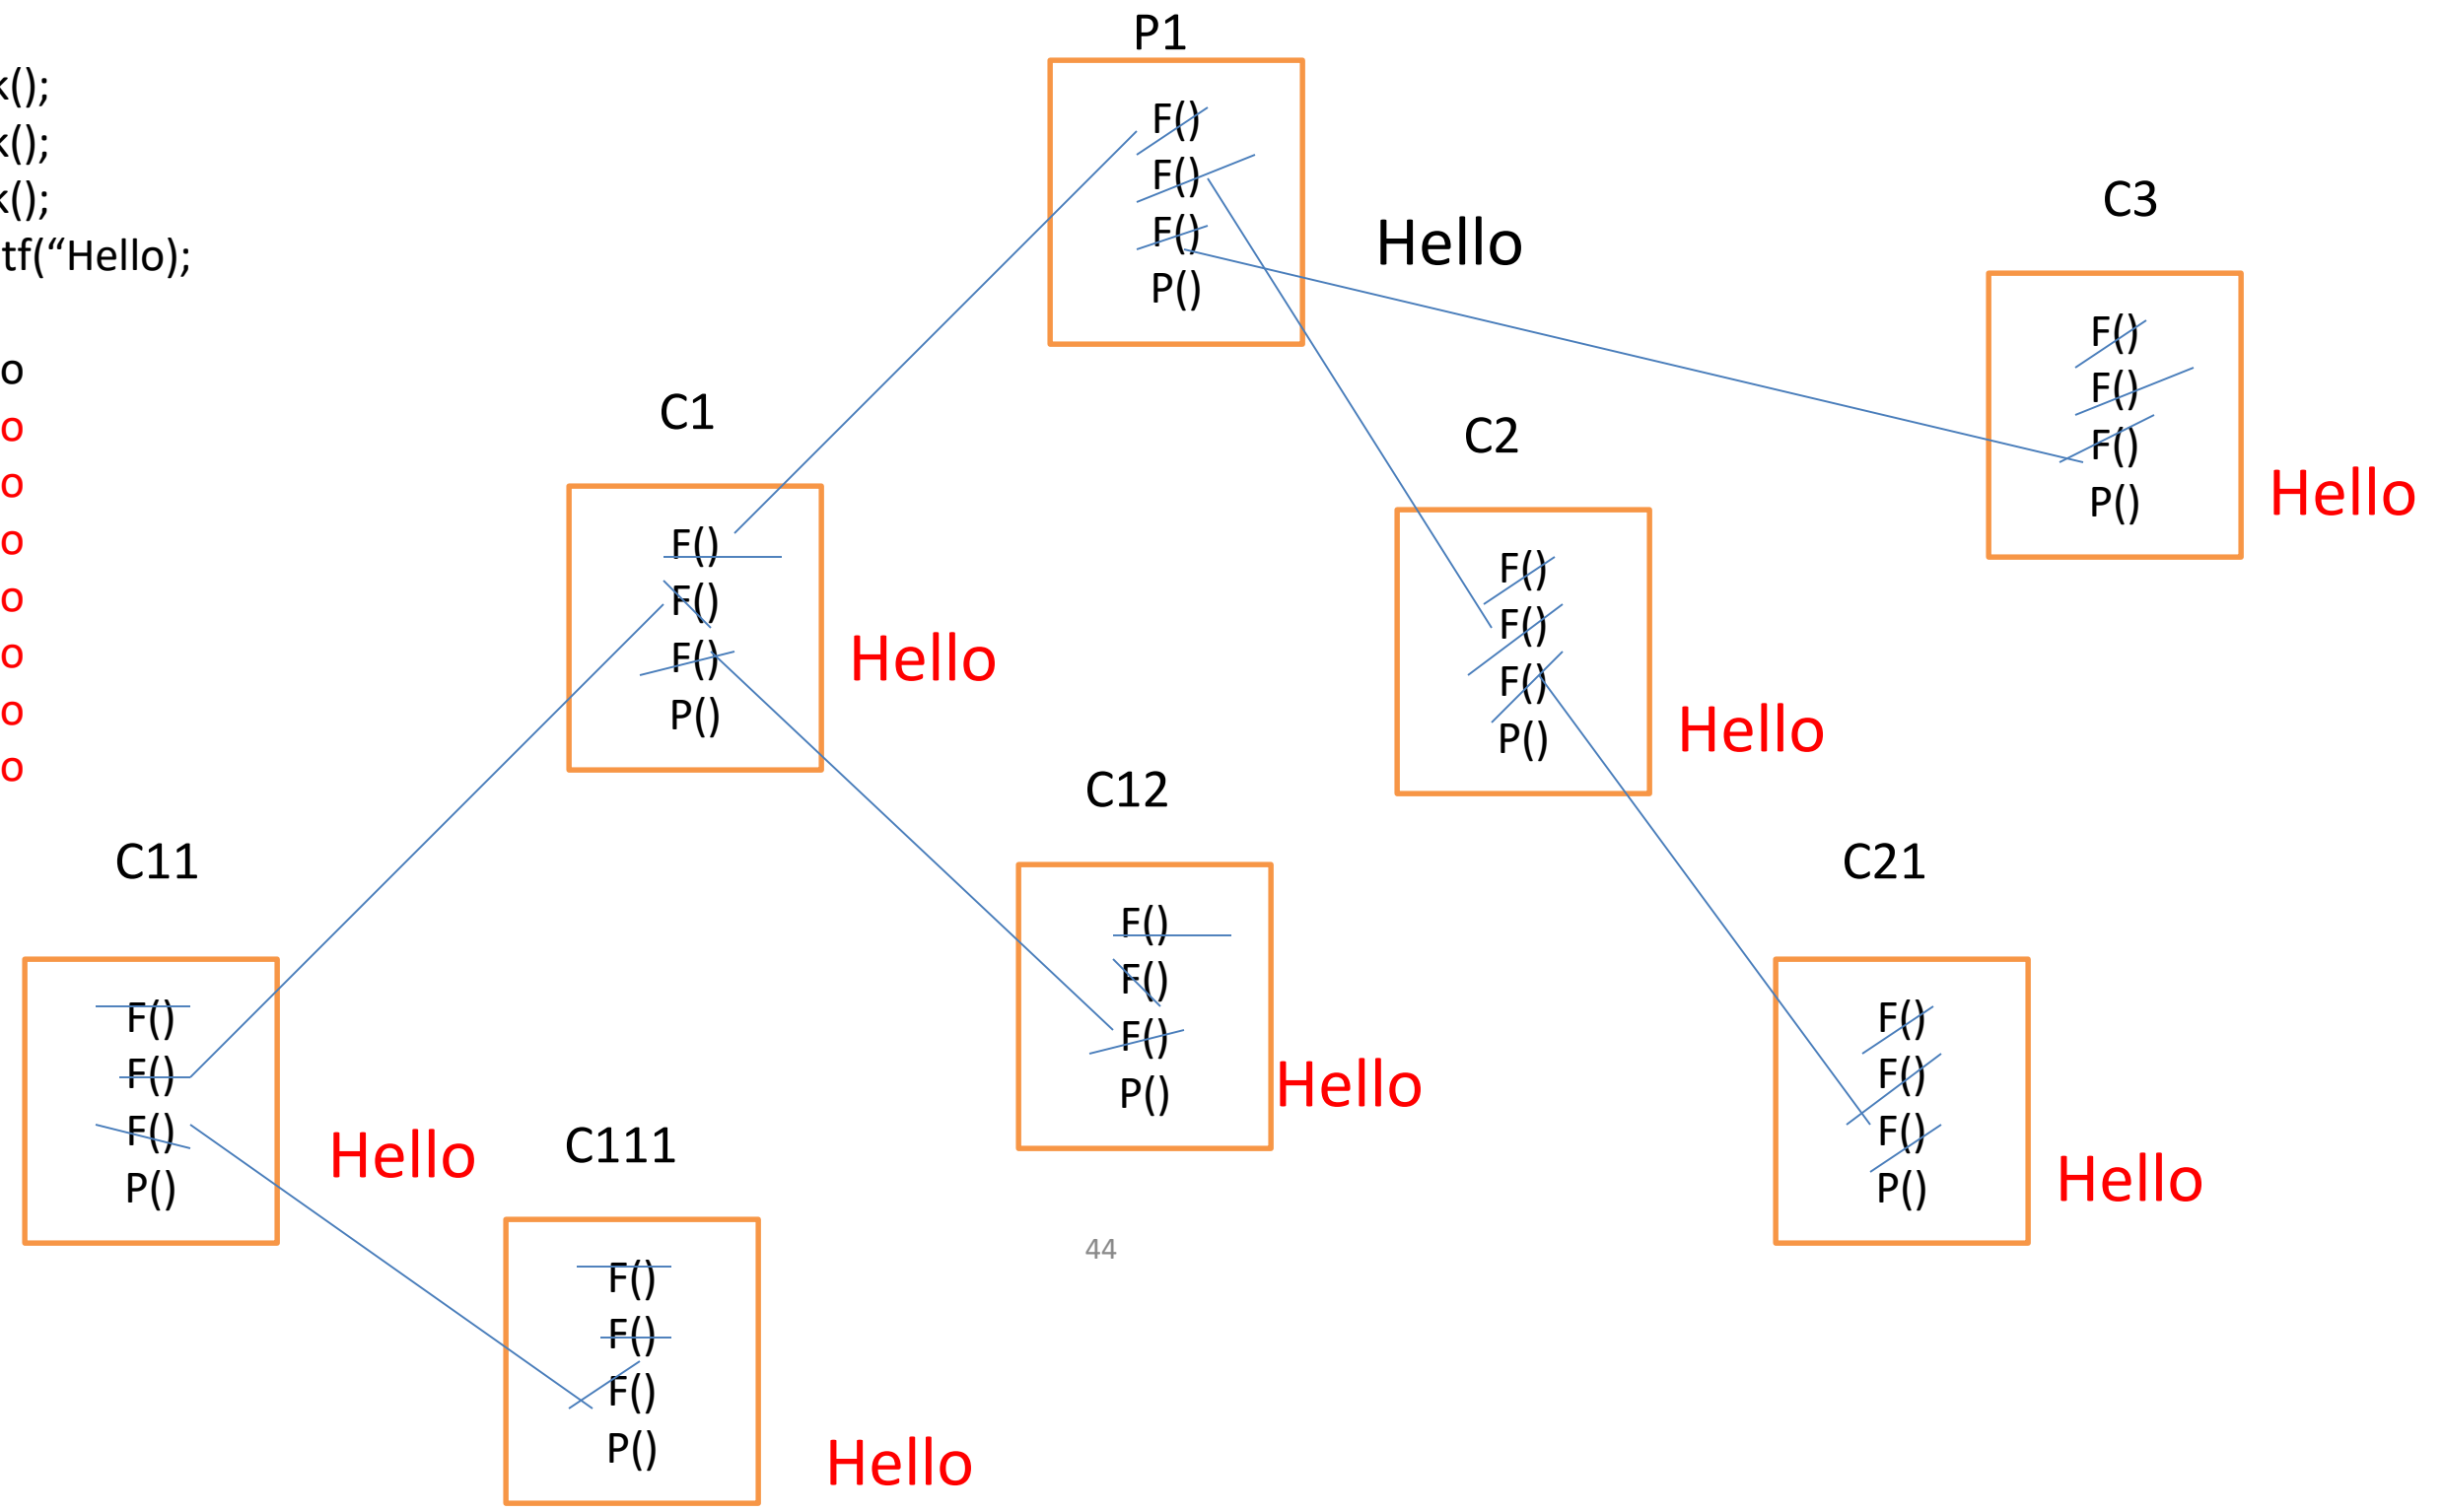 k();
k();
k();
tf(“Hello);
o
o
o
o
o
o
o
o
P1
F()
F()
F()
P()
Hello
C3
F()
F()
F()
P()
Hello
C1
F()
F()
F()
P()
Hello
C2
F()
F()
F()
P()
Hello
C11
F()
F()
F()
P()
Hello
C12
F()
F()
F()
P()
Hello
C21
F()
F()
F()
P()
Hello
C111
F()
F()
F()
P()
Hello
44